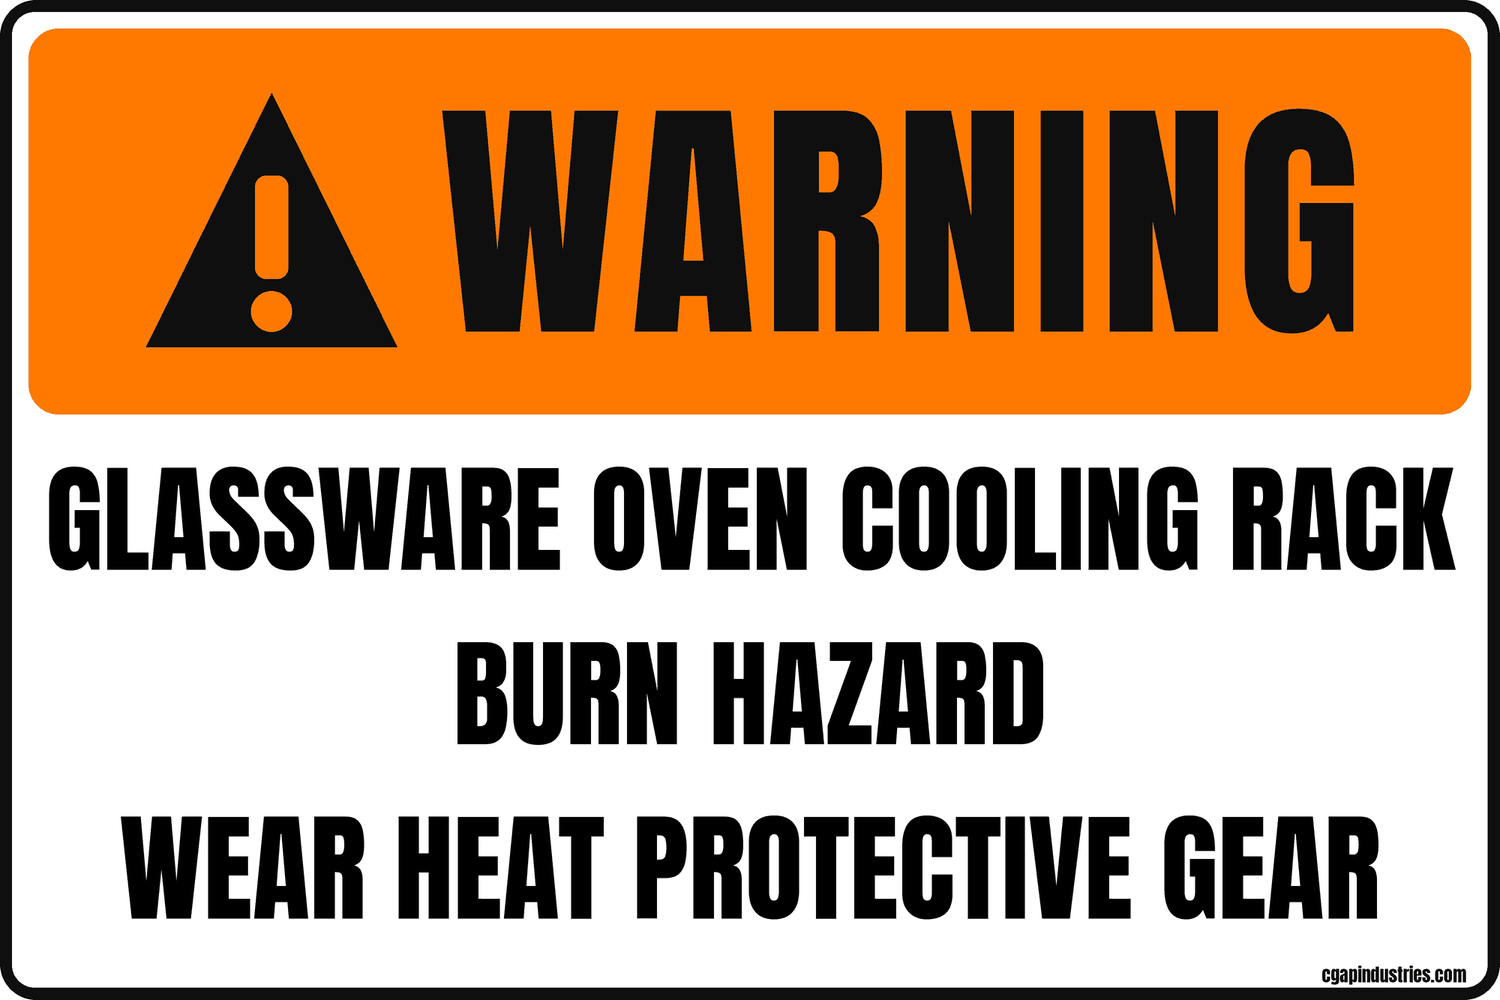 WARNING
GLASSWARE OVEN COOLING RACK
BURN HAZARD
WEAR HEAT PROTECTIVE GEAR
cgapindustries.com